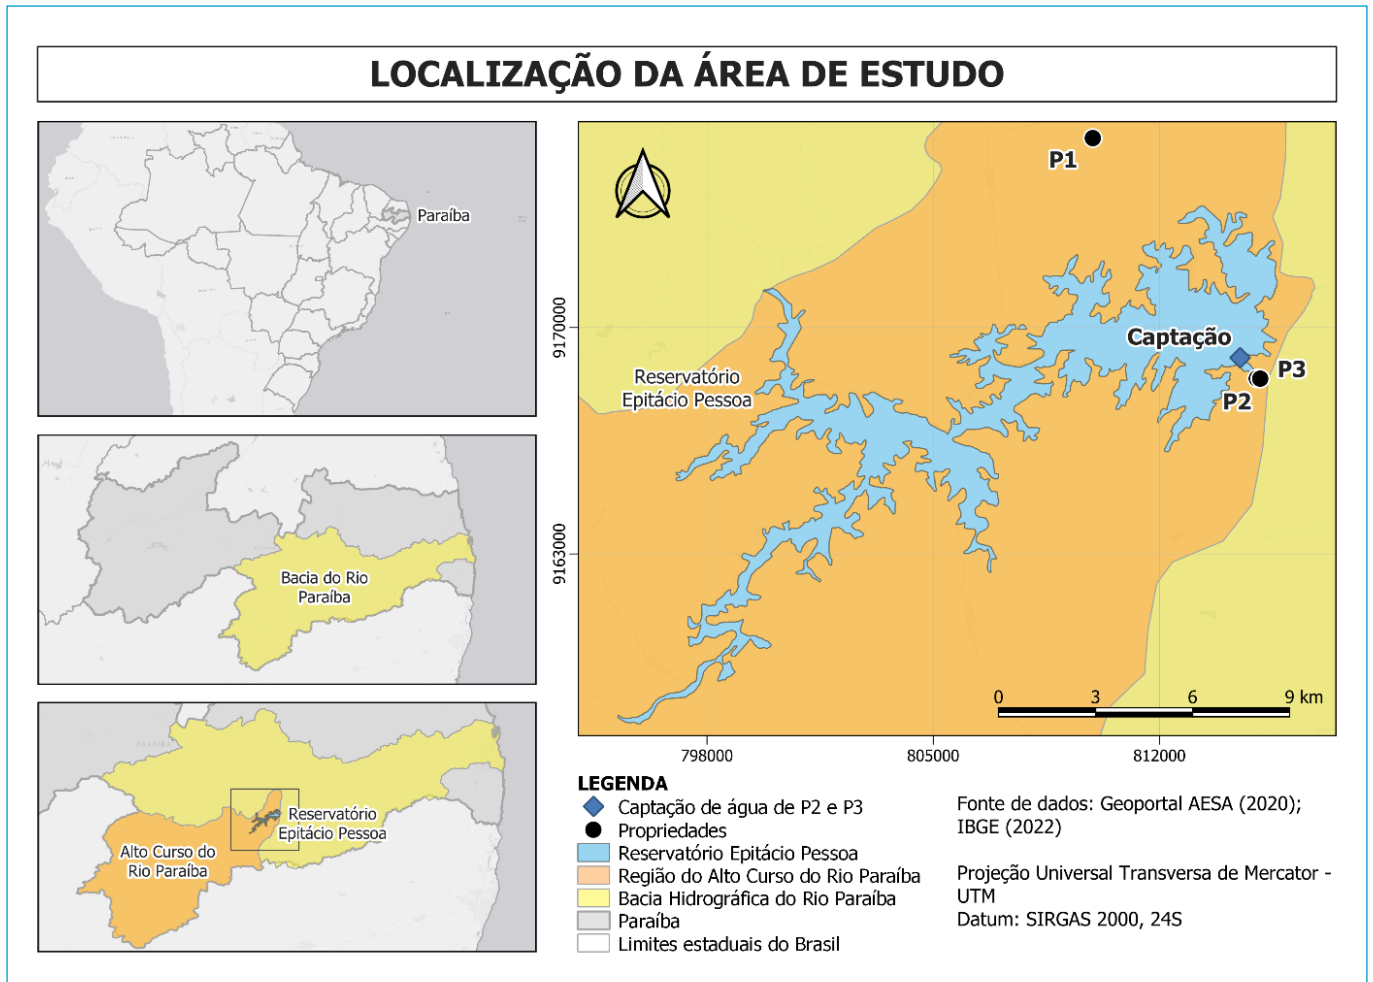 LOCALIZAÇÃO DA ÁREA DE ESTUDO
Paraíba
Bacia do Rio
Paraíba
Reservatório
Epitácio Pessoa
Alto Curso do
Rio Paraíba
P1
9170000
Captação
P3
Reservatório
Epitácio Pessoa
P2
9163000
0 3 6 9 km
798000 805000 812000
LEGENDA
Captação de água de P2 e P3
Propriedades
Reservatório Epitácio Pessoa
Região do Alto Curso do Rio Paraíba
Bacia Hidrográfica do Rio Paraíba
Paraíba
Limites estaduais do Brasil
Fonte de dados: Geoportal AESA (2020);
IBGE (2022)
Projeção Universal Transversa de Mercator -
UTM
Datum: SIRGAS 2000, 24S